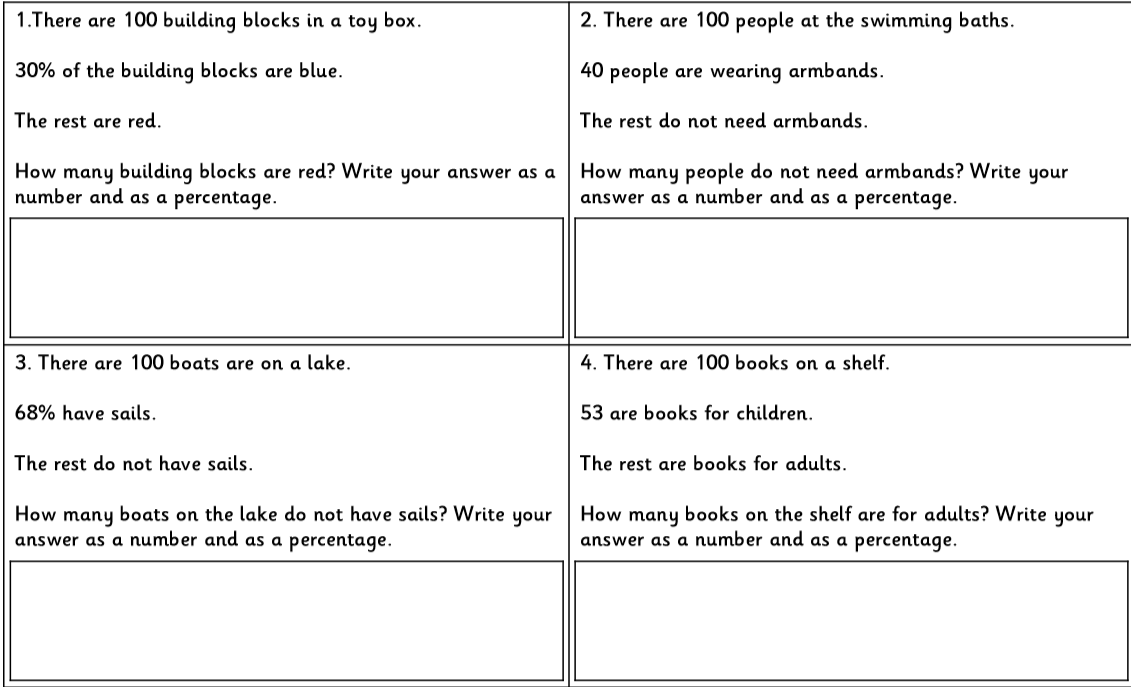 1.There are 100 building blocks in a toy box.
30% of the building blocks are blue.
The rest are red.
How many building blocks are red? Write your answer as a
number and as a percentage.
2. There are 100 people at the swimming baths.
40 people are wearing armbands.
The rest do not need armbands.
How many people do not need armbands? Write your
answer as a number and as a percentage.
3. There are 100 boats are on a lake.
68% have sails.
The rest do not have sails.
How many boats on the lake do not have sails? Write your
answer as a number and as a percentage.
4. There are 100 books on a shelf.
53 are books for children.
The rest are books for adults.
How many books on the shelf are for adults? Write your
answer as a number and as a percentage.